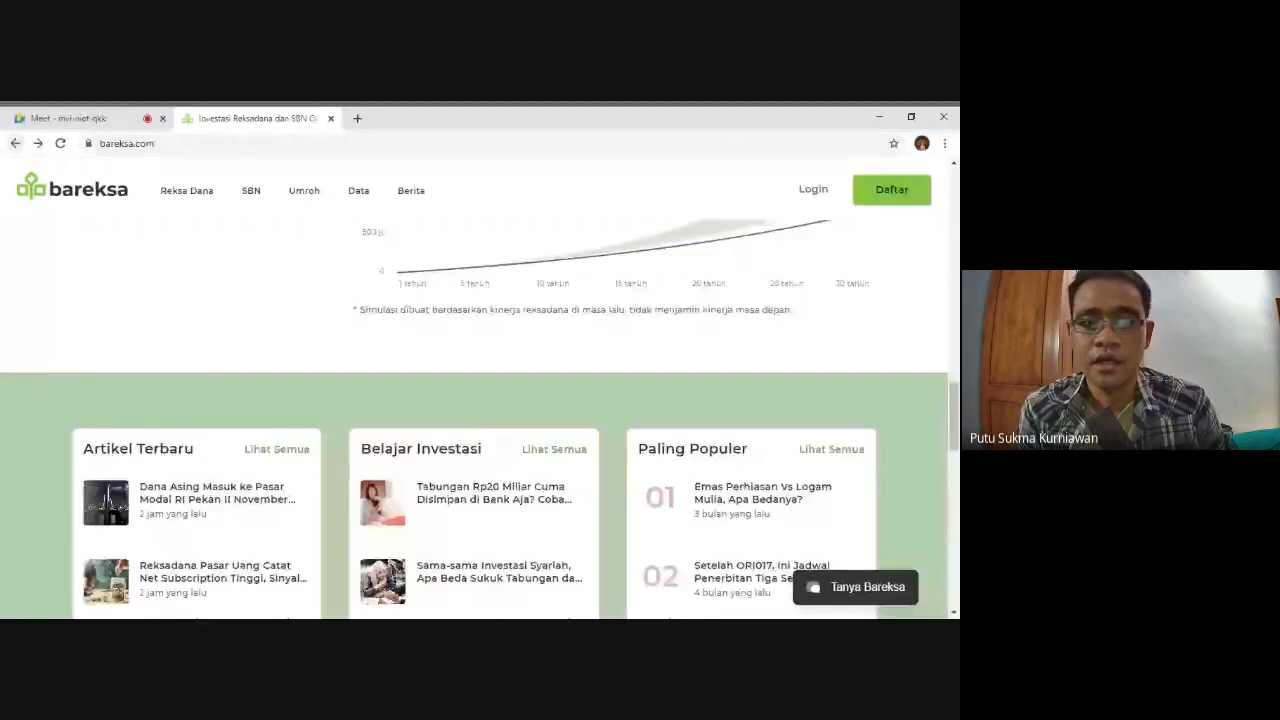 Meet - mvi-niet-qkk
Investasi Reksadana dan SBN O
bareksa.com
bareksa
Reksa Dana
SBN
Umroh
Data
Berita
Login
Daftar
500 jt
0
1 tahun
5 tahun
10 tahun
15 tahun
20 tahun
25 tahun
30 tahun
* Simulasi dibuat berdasarkan kinerja reksadana di masa lalu, tidak menjamin kinerja masa depan.
Artikel Terbaru
Lihat Semua
Dana Asing Masuk ke Pasar
Modal RI Pekan II November...
2 jam yang lalu
Reksadana Pasar Uang Catat
Net Subscription Tinggi, Sinyal...
2 jam yang lalu
Belajar Investasi
Lihat Semua
Tabungan Rp20 Miliar Cuma
Disimpan di Bank Aja? Coba...
Sama-sama Investasi Syariah,
Apa Beda Sukuk Tabungan da...
Paling Populer
Lihat Semua
01
Emas Perhiasan Vs Logam
Mulia, Apa Bedanya?
3 bulan yang lalu
02
Setelah ORI017, Ini Jadwal
Penerbitan Tiga Se
4 bulan yang lalu
Tanya Bareksa
Putu Sukma Kurniawan